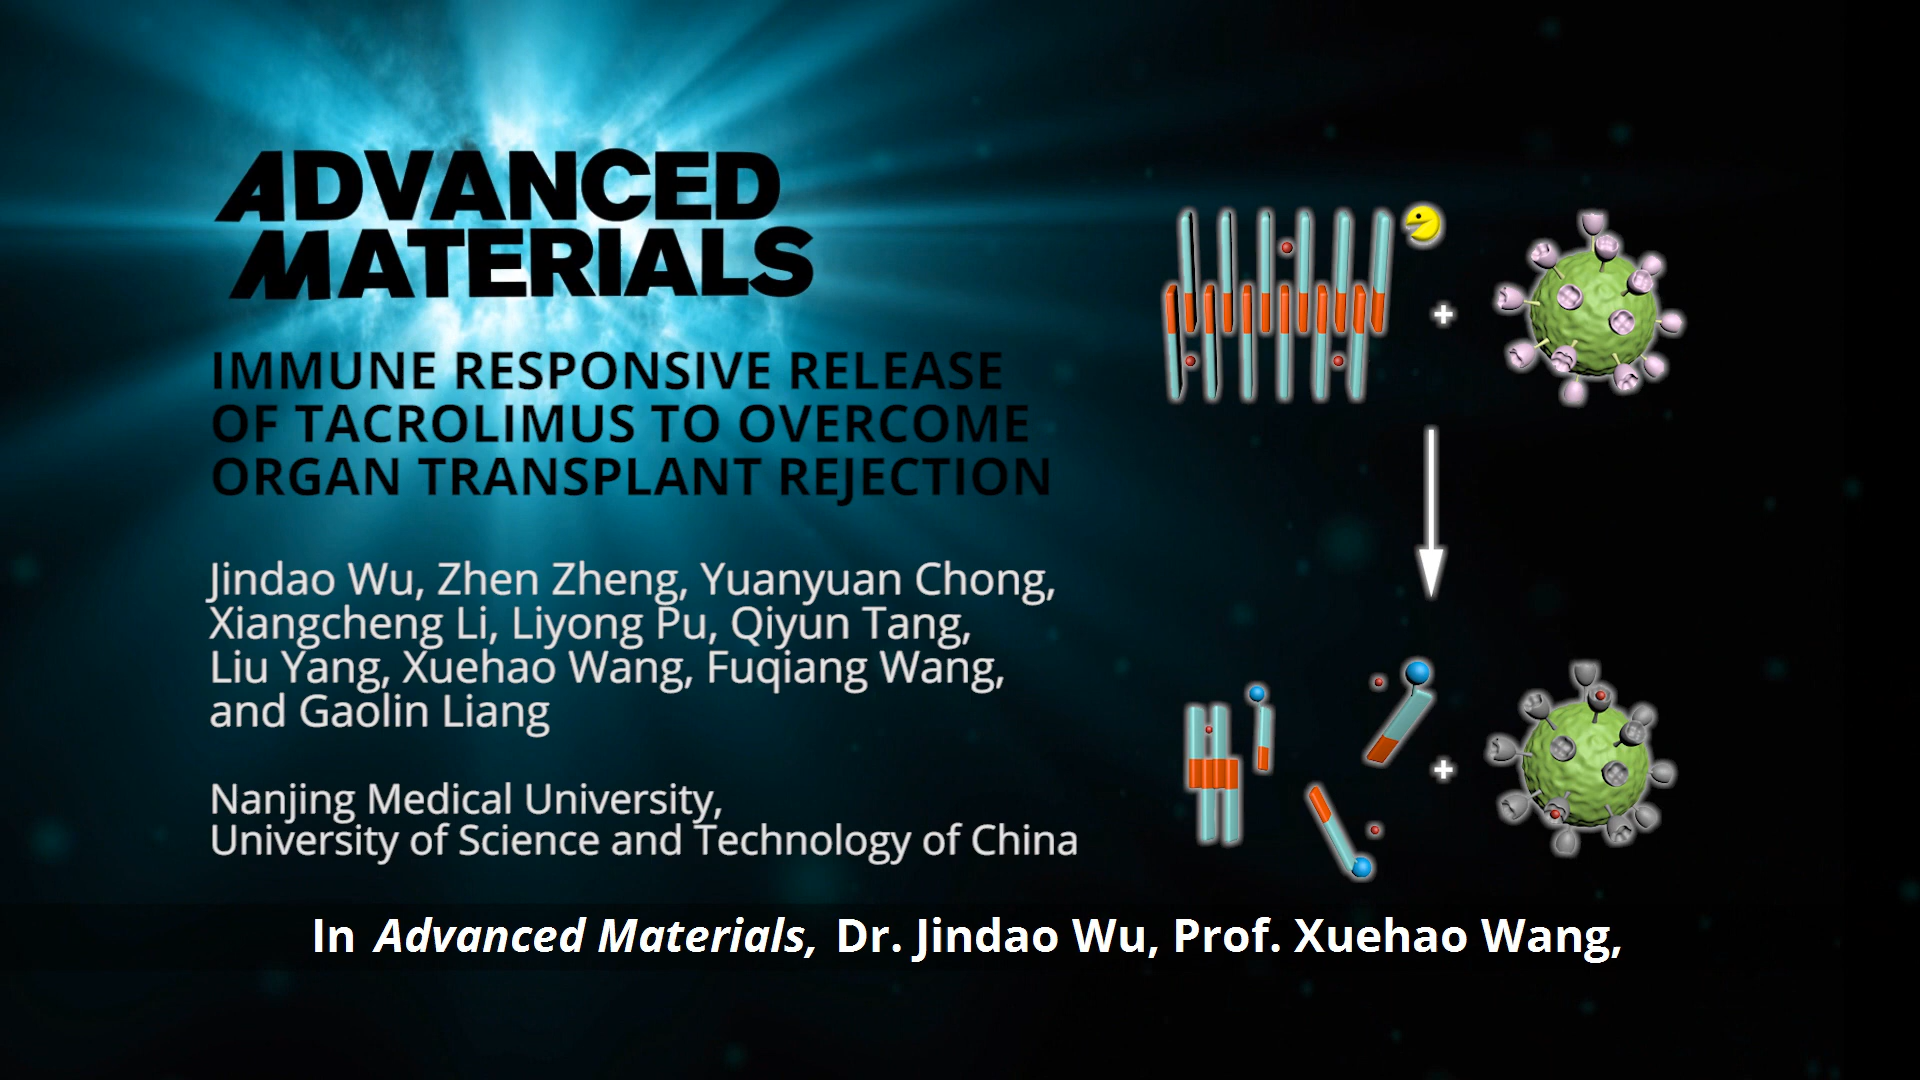 ADVANCED
MATERIALS
IMMUNE RESPONSIVE RELEASE
OF TACROLIMUS TO OVERCOME
ORGAN TRANSPLANT REJECTION
Jindao Wu, Zhen Zheng, Yuanyuan Chong,
Xiangcheng Li, Liyong Pu, Qiyun Tang,
Liu Yang, Xuehao Wang, Fuqiang Wang,
and Gaolin Liang
Nanjing Medical University,
University of Science and Technology of China
+
+
In Advanced Materials, Dr. Jindao Wu, Prof. Xuehao Wang,